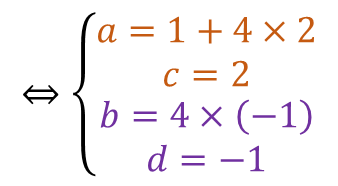 a = 1 + 4 × 2
c = 2
⇔ { b = 4 × (−1)
d = −1